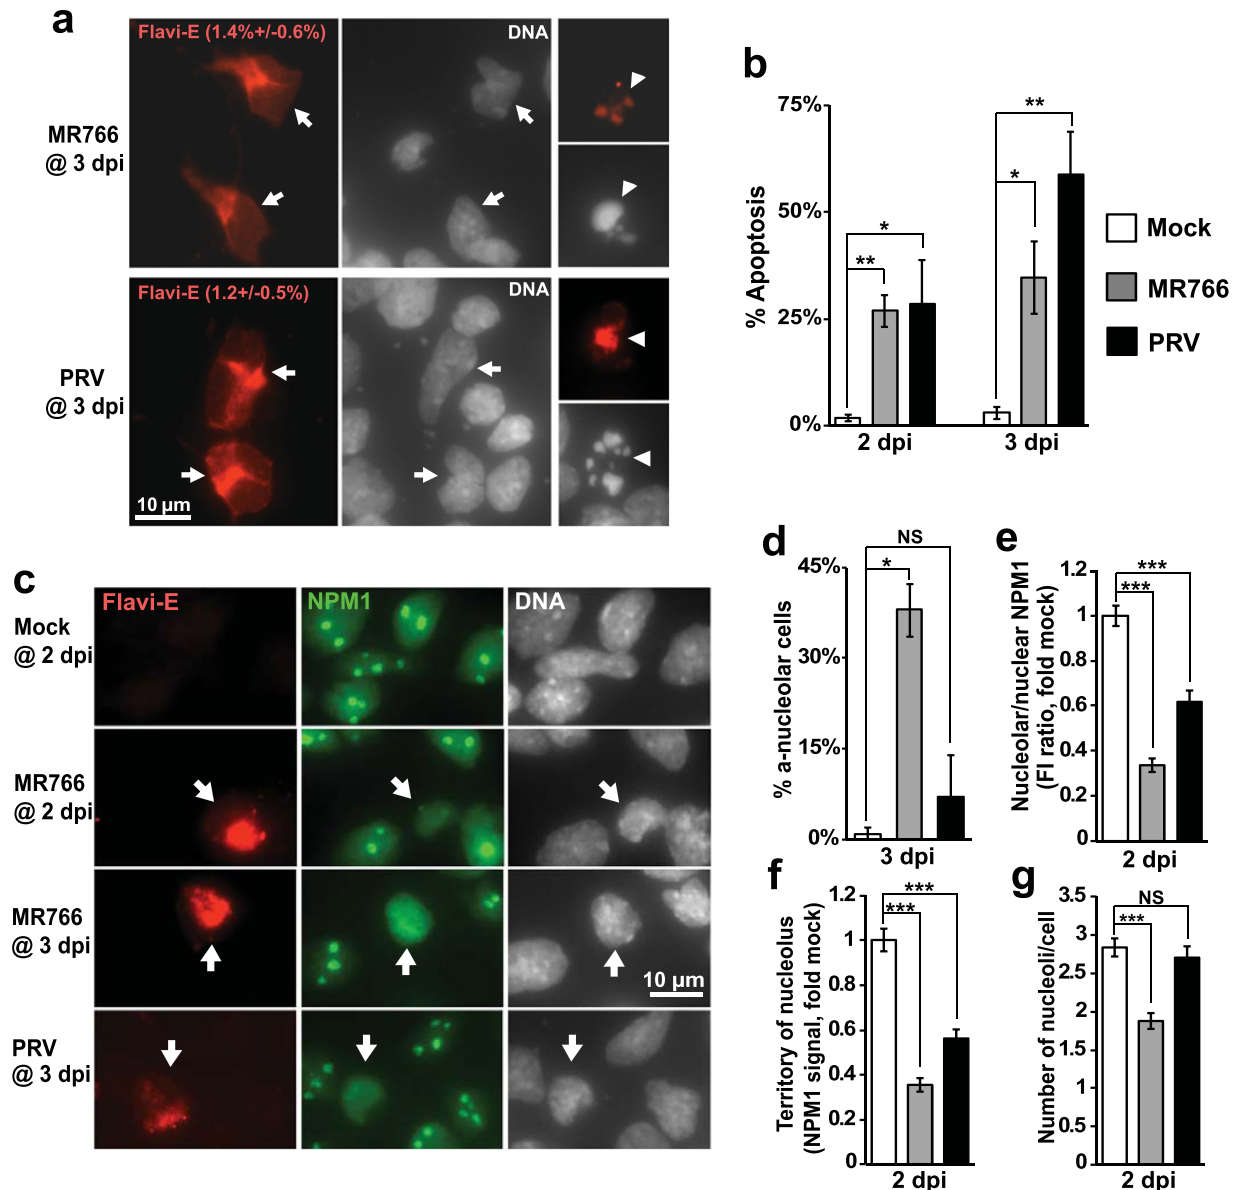 a
Flavi-E (1.4%+/-0.6%)
DNA
MR766
@ 3 dpi
Flavi-E (1.2+/-0.5%)
DNA
PRV
@ 3 dpi
10 µm
b
% Apoptosis
75%
50%
25%
0%
**
*
*
**
2 dpi
3 dpi
Mock
MR766
PRV
c
Flavi-E
NPM1
DNA
Mock
@ 2 dpi
MR766
@ 2 dpi
MR766
@ 3 dpi
10 µm
PRV
@ 3 dpi
d
% a-nucleolar cells
45%
30%
15%
0%
NS
*
3 dpi
e
Nucleolar/nuclear NPM1
(FI ratio, fold mock)
1.2
1
0.8
0.6
0.4
0.2
0
***
***
2 dpi
f
Territory of nucleolus
(NPM1 signal, fold mock)
1.2
1
0.8
0.6
0.4
0.2
0
***
***
2 dpi
g
Number of nucleoli/cell
3.5
3
2.5
2
1.5
1
0.5
0
NS
***
2 dpi